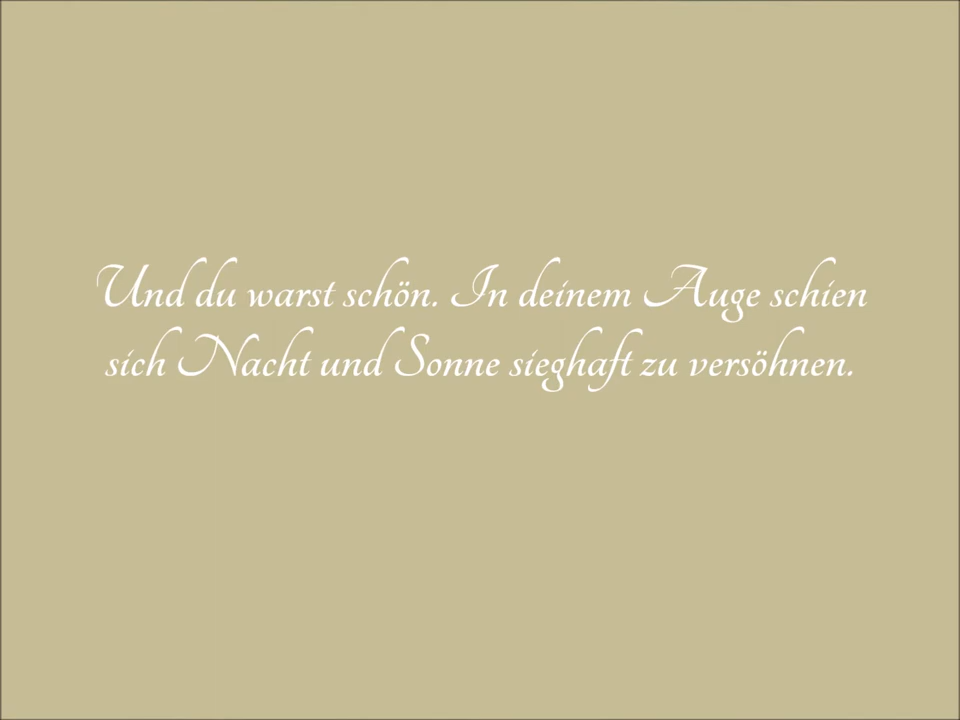 Und du warst schön. In deinem Auge schien
sich Nacht und Sonne sieghaft zu versöhnen.